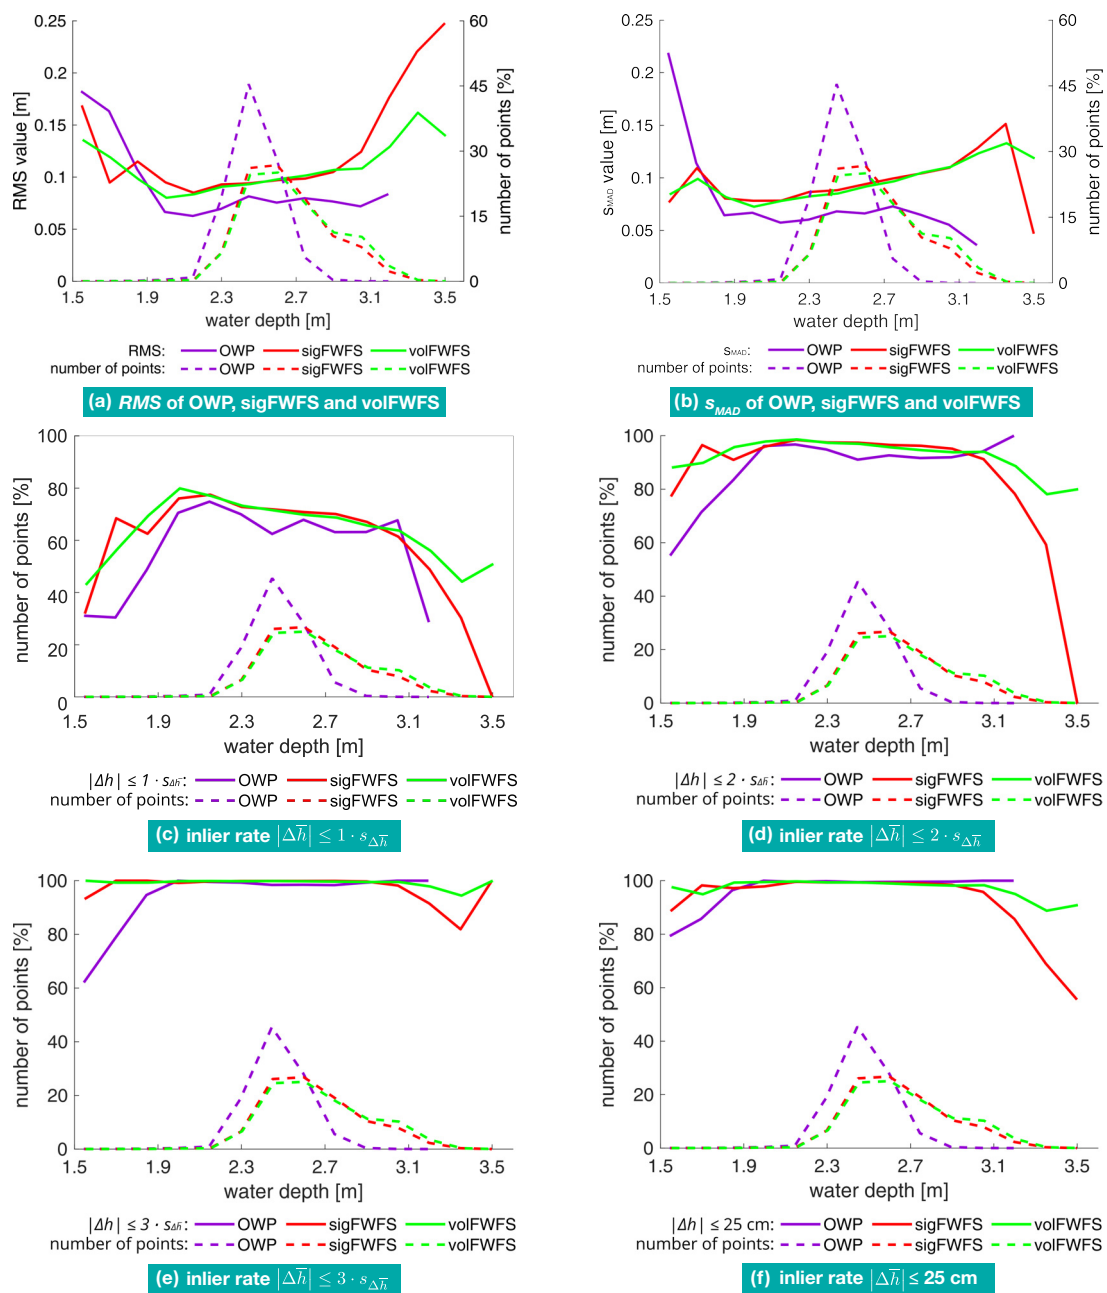 0.25
0.2
0.15
0.1
0.05
0
60
45
30
15
0
RMS value [m]
number of points [%]
1.5 1.9 2.3 2.7 3.1 3.5
water depth [m]
RMS: OWP sigFWFS volFWFS
number of points: OWP sigFWFS volFWFS
(a) RMS of OWP, sigFWFS and volFWFS
0.25
0.2
0.15
0.1
0.05
0
60
45
30
15
0
sMAD value [m]
number of points [%]
1.5 1.9 2.3 2.7 3.1 3.5
water depth [m]
sMAD: OWP sigFWFS volFWFS
number of points: OWP sigFWFS volFWFS
(b) sMAD of OWP, sigFWFS and volFWFS
100
80
60
40
20
0
number of points [%]
1.5 1.9 2.3 2.7 3.1 3.5
water depth [m]
|Δh| ≤ 1 · sΔh̅: OWP sigFWFS volFWFS
number of points: OWP sigFWFS volFWFS
(c) inlier rate |Δh̅| ≤ 1 · sΔh̅
100
80
60
40
20
0
number of points [%]
1.5 1.9 2.3 2.7 3.1 3.5
water depth [m]
|Δh| ≤ 2 · sΔh̅: OWP sigFWFS volFWFS
number of points: OWP sigFWFS volFWFS
(d) inlier rate |Δh̅| ≤ 2 · sΔh̅
100
80
60
40
20
0
number of points [%]
1.5 1.9 2.3 2.7 3.1 3.5
water depth [m]
|Δh| ≤ 3 · sΔh̅: OWP sigFWFS volFWFS
number of points: OWP sigFWFS volFWFS
(e) inlier rate |Δh̅| ≤ 3 · sΔh̅
100
80
60
40
20
0
number of points [%]
1.5 1.9 2.3 2.7 3.1 3.5
water depth [m]
|Δh| ≤ 25 cm: OWP sigFWFS volFWFS
number of points: OWP sigFWFS volFWFS
(f) inlier rate |Δh̅| ≤ 25 cm